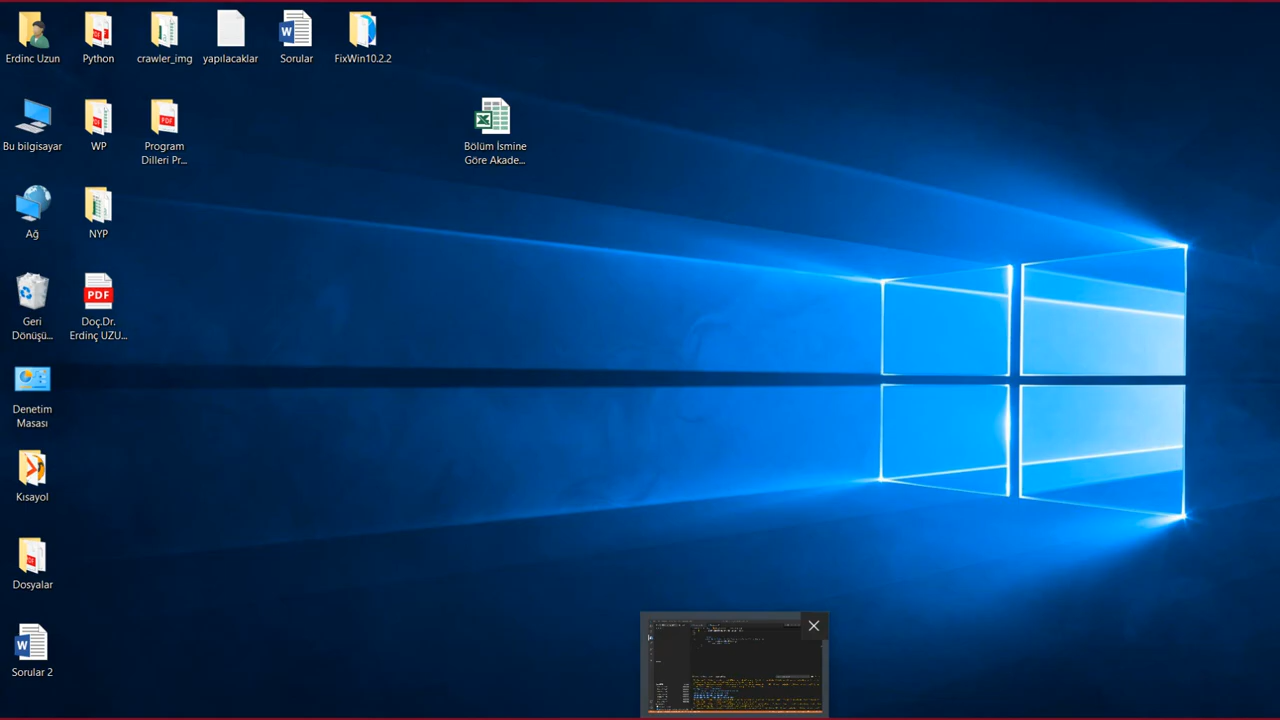 Erdinc Uzun
Python
crawler_img
yapılacaklar
Sorular
FixWin10.2.2
Bu bilgisayar
WP
Program
Dilleri Pr...
Bölüm İsmine
Göre Akade...
Ağ
NYP
Geri
Dönüşü...
PDF
Doç.Dr.
Erdinç UZU...
Denetim
Masası
Kısayol
Dosyalar
Sorular 2